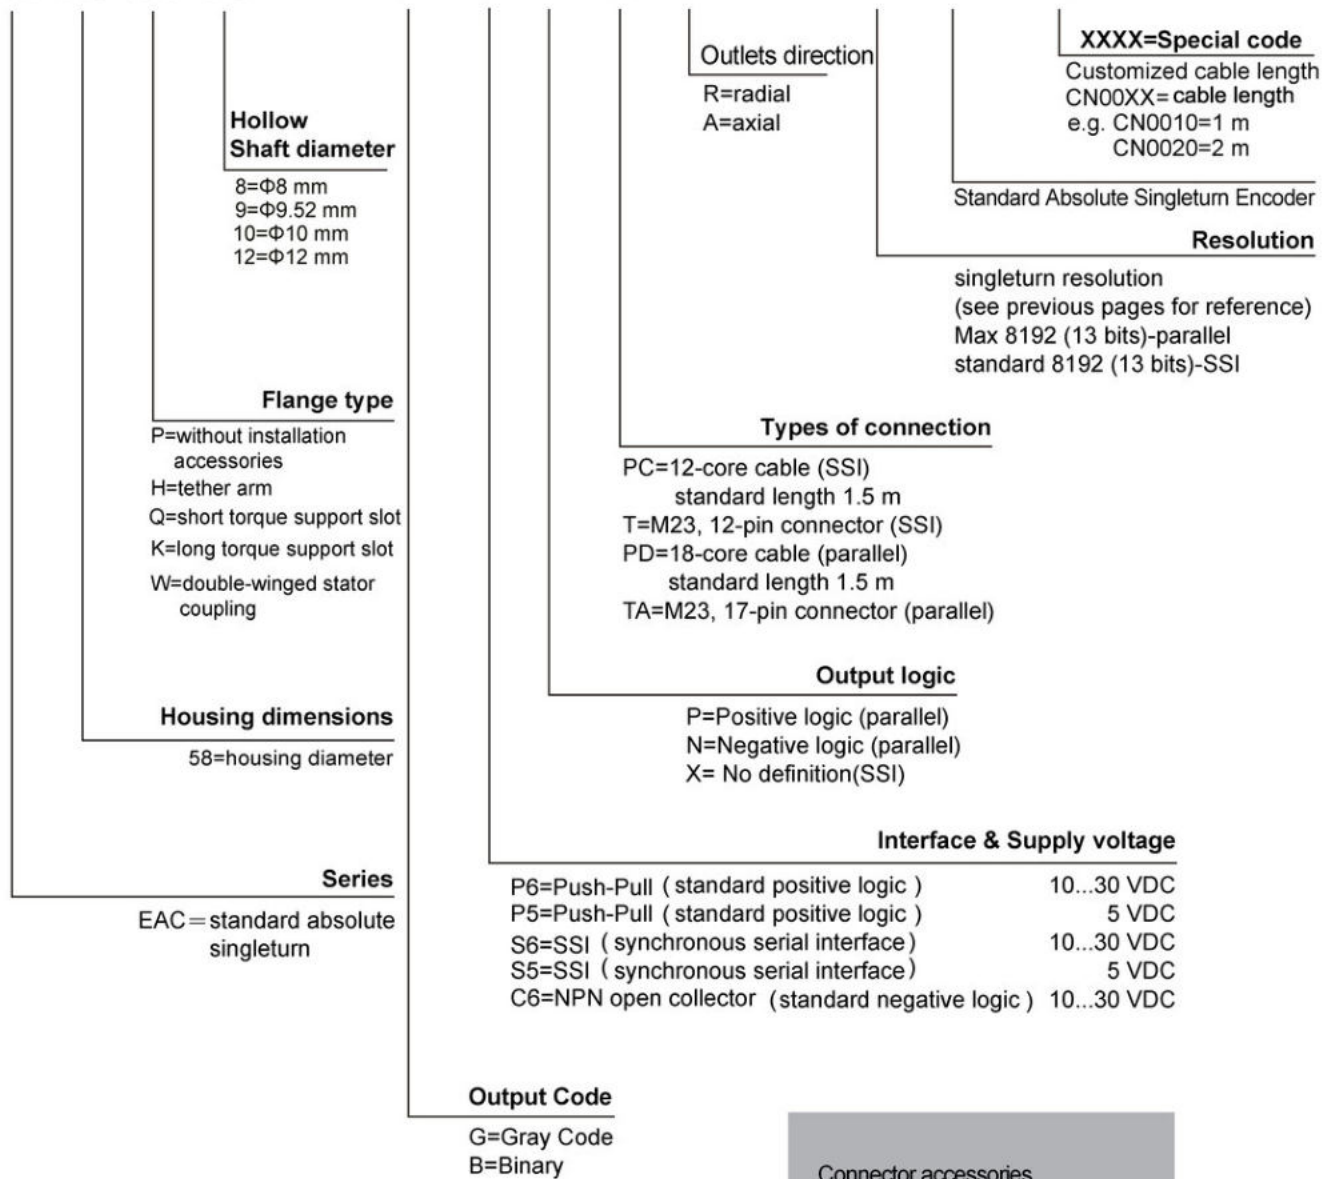 Outlets direction
R=radial
A=axial
XXXX=Special code
Customized cable length
CN00XX= cable length
e.g. CN0010=1 m
CN0020=2 m
Hollow
Shaft diameter
8=Φ8 mm
9=Φ9.52 mm
10=Φ10 mm
12=Φ12 mm
Standard Absolute Singleturn Encoder
Resolution
singleturn resolution
(see previous pages for reference)
Max 8192 (13 bits)-parallel
standard 8192 (13 bits)-SSI
Flange type
P=without installation
accessories
H=tether arm
Q=short torque support slot
K=long torque support slot
W=double-winged stator
coupling
Types of connection
PC=12-core cable (SSI)
standard length 1.5 m
T=M23, 12-pin connector (SSI)
PD=18-core cable (parallel)
standard length 1.5 m
TA=M23, 17-pin connector (parallel)
Output logic
P=Positive logic (parallel)
N=Negative logic (parallel)
X= No definition(SSI)
Housing dimensions
58=housing diameter
Interface & Supply voltage
P6=Push-Pull ( standard positive logic ) 10...30 VDC
P5=Push-Pull ( standard positive logic ) 5 VDC
S6=SSI ( synchronous serial interface ) 10...30 VDC
S5=SSI ( synchronous serial interface ) 5 VDC
C6=NPN open collector ( standard negative logic ) 10...30 VDC
Series
EAC=standard absolute
singleturn
Output Code
G=Gray Code
B=Binary
Connector accessories